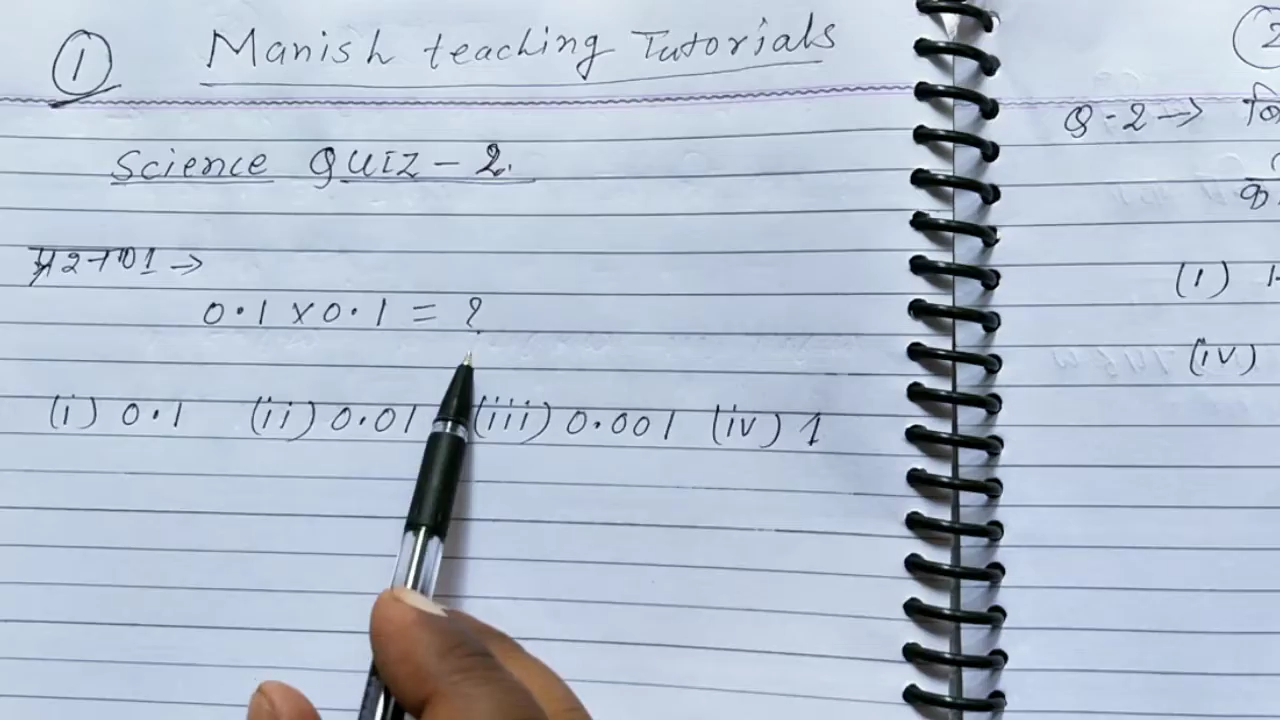 1 Manish teaching Tutorials
Science QUIZ - 2.
प्रश्न01 →
0.1 x 0.1 = ?
(i) 0.1 (ii) 0.01 (iii) 0.001 (iv) 1
2
Q-2 →
(1)
(iv)